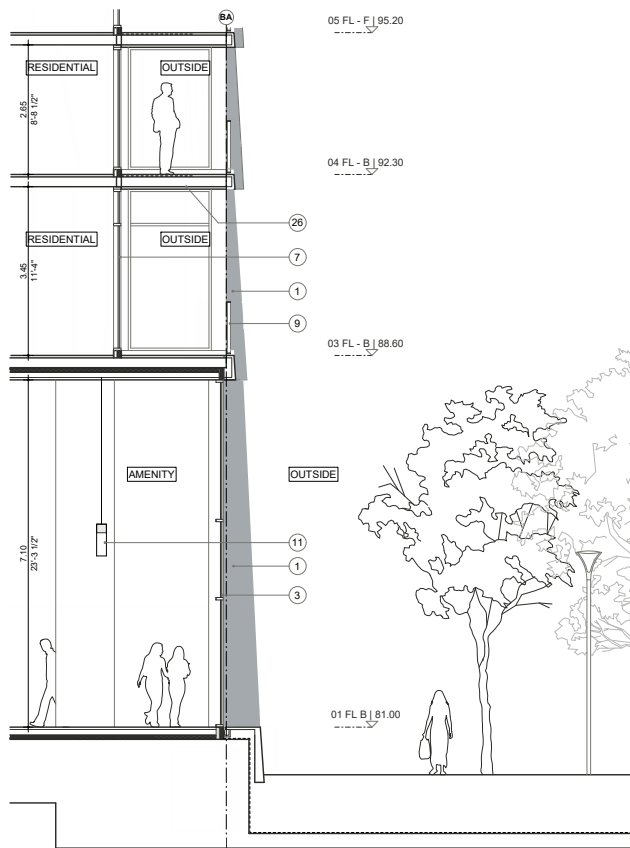 BA
05 FL - F | 95.20
RESIDENTIAL
OUTSIDE
2.65
8'-8 1/2"
04 FL - B | 92.30
26
RESIDENTIAL
OUTSIDE
7
3.45
11'-4"
1
9
03 FL - B | 88.60
AMENITY
OUTSIDE
11
7.10
23'-3 1/2"
1
3
01 FL B | 81.00